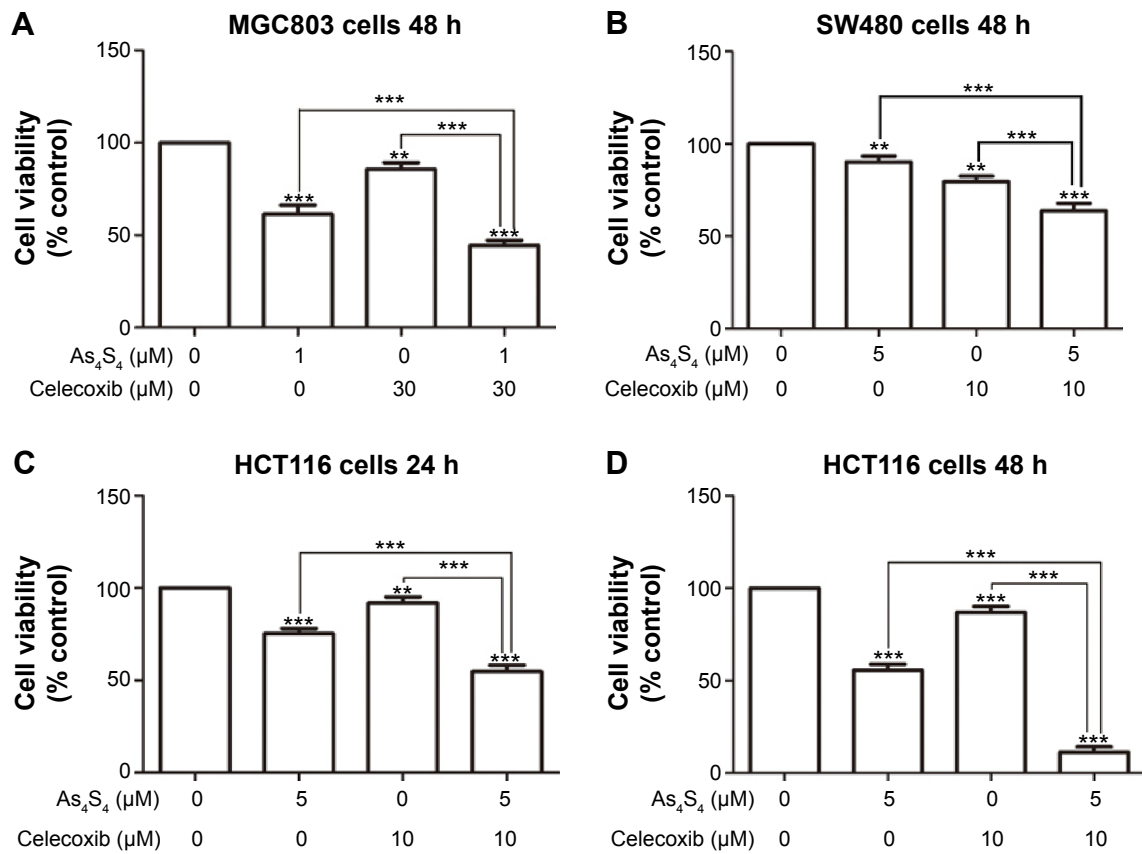 A
MGC803 cells 48 h
Cell viability
(% control)
150
100
50
0
***
**
***
***
***
As₄S₄ (µM) 0 1 0 1
Celecoxib (µM) 0 0 30 30
B
SW480 cells 48 h
Cell viability
(% control)
150
100
50
0
***
***
**
**
***
As₄S₄ (µM) 0 5 0 5
Celecoxib (µM) 0 0 10 10
C
HCT116 cells 24 h
Cell viability
(% control)
150
100
50
0
***
***
**
***
***
As₄S₄ (µM) 0 5 0 5
Celecoxib (µM) 0 0 10 10
D
HCT116 cells 48 h
Cell viability
(% control)
150
100
50
0
***
***
***
***
***
As₄S₄ (µM) 0 5 0 5
Celecoxib (µM) 0 0 10 10